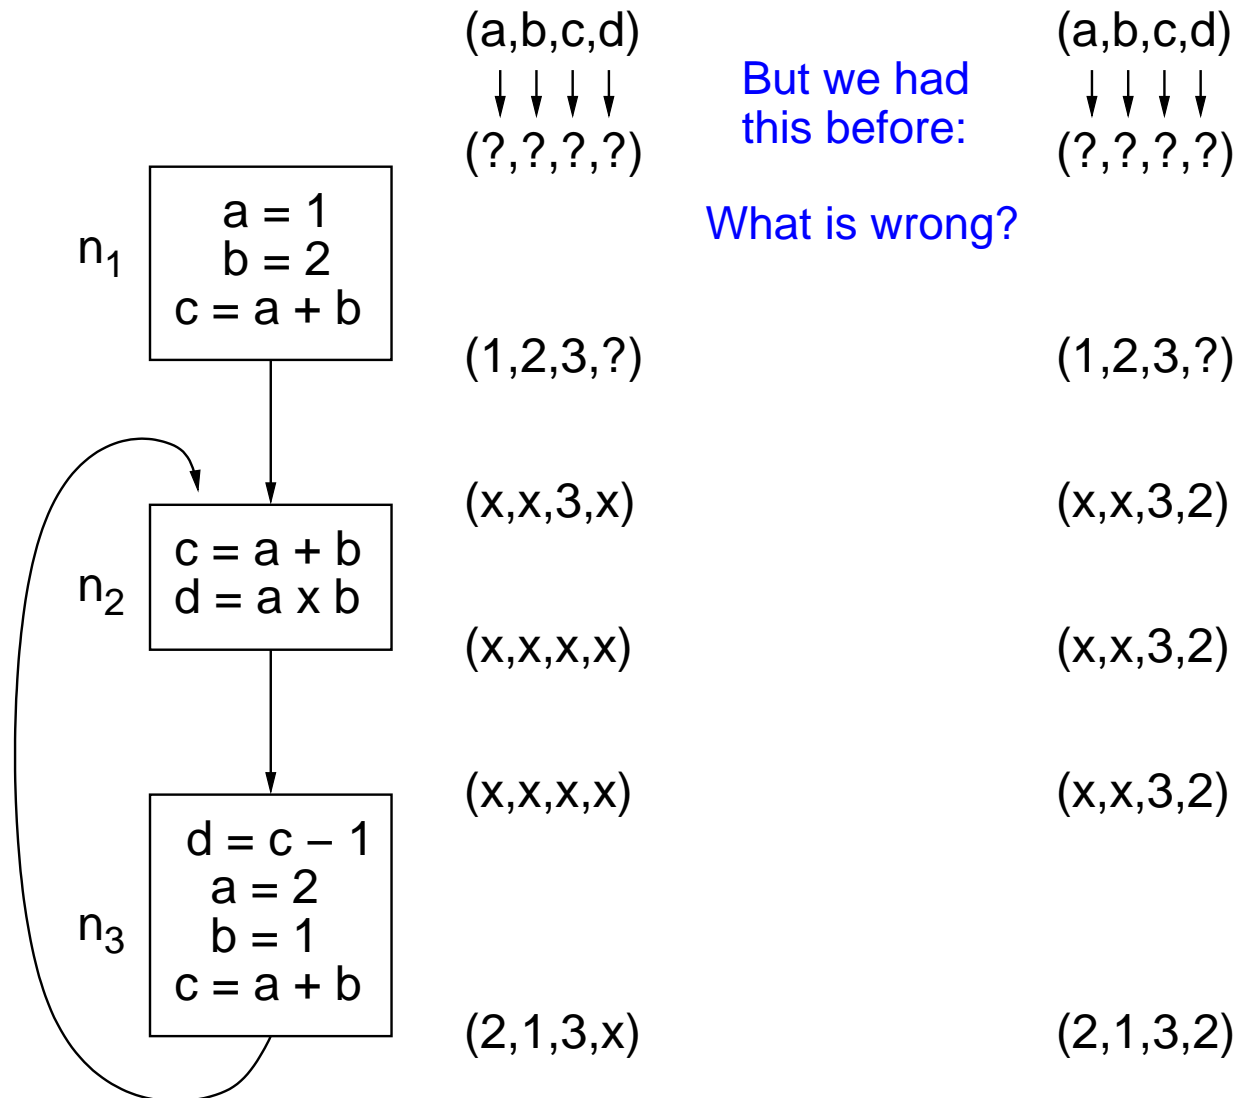 (a,b,c,d)
(?,?,?,?)
But we had
this before:
What is wrong?
(a,b,c,d)
(?,?,?,?)
n1
a = 1
b = 2
c = a + b
(1,2,3,?)
(1,2,3,?)
(x,x,3,x)
(x,x,3,2)
n2
c = a + b
d = a x b
(x,x,x,x)
(x,x,3,2)
(x,x,x,x)
(x,x,3,2)
n3
d = c – 1
a = 2
b = 1
c = a + b
(2,1,3,x)
(2,1,3,2)